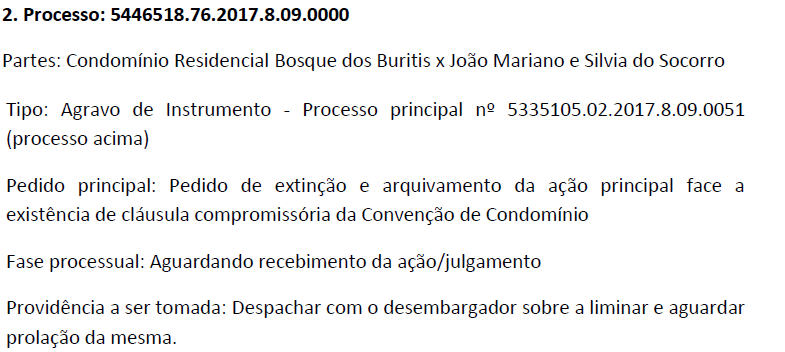 2. Processo: 5446518.76.2017.8.09.0000
Partes: Condomínio Residencial Bosque dos Buritis x João Mariano e Silvia do Socorro
Tipo: Agravo de Instrumento - Processo principal nº 5335105.02.2017.8.09.0051
(processo acima)
Pedido principal: Pedido de extinção e arquivamento da ação principal face a
existência de cláusula compromissória da Convenção de Condomínio
Fase processual: Aguardando recebimento da ação/julgamento
Providência a ser tomada: Despachar com o desembargador sobre a liminar e aguardar
prolação da mesma.